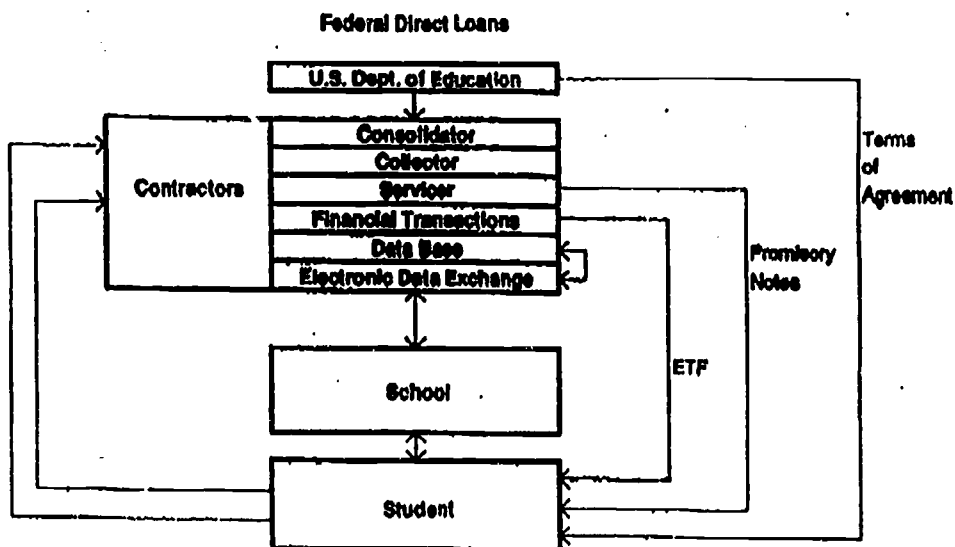 Federal Direct Loans
U.S. Dept. of Education
Contractors
Consolidator
Collector
Servicer
Financial Transactions
Data Base
Electronic Data Exchange
Terms
of
Agreement
Promisory
Notes
ETF
School
Student